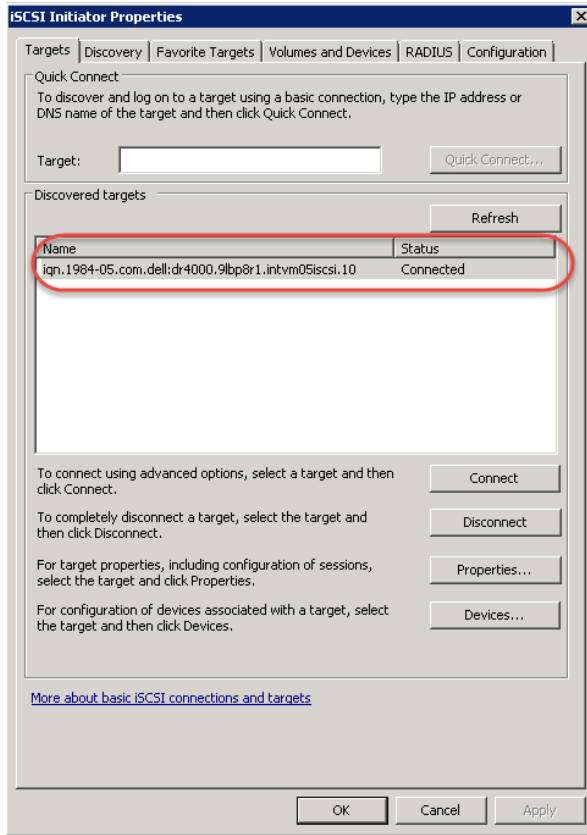 iSCSI Initiator Properties
Targets Discovery Favorite Targets Volumes and Devices RADIUS Configuration
Quick Connect
To discover and log on to a target using a basic connection, type the IP address or
DNS name of the target and then click Quick Connect.
Target: Quick Connect...
Discovered targets
Refresh
Name Status
iqn.1984-05.com.dell:dr4000.9lbp8r1.intvm05iscsi.10 Connected
To connect using advanced options, select a target and then
click Connect.
Connect
To completely disconnect a target, select the target and
then click Disconnect.
Disconnect
For target properties, including configuration of sessions,
select the target and click Properties.
Properties...
For configuration of devices associated with a target, select
the target and then click Devices.
Devices...
More about basic iSCSI connections and targets
OK Cancel Apply